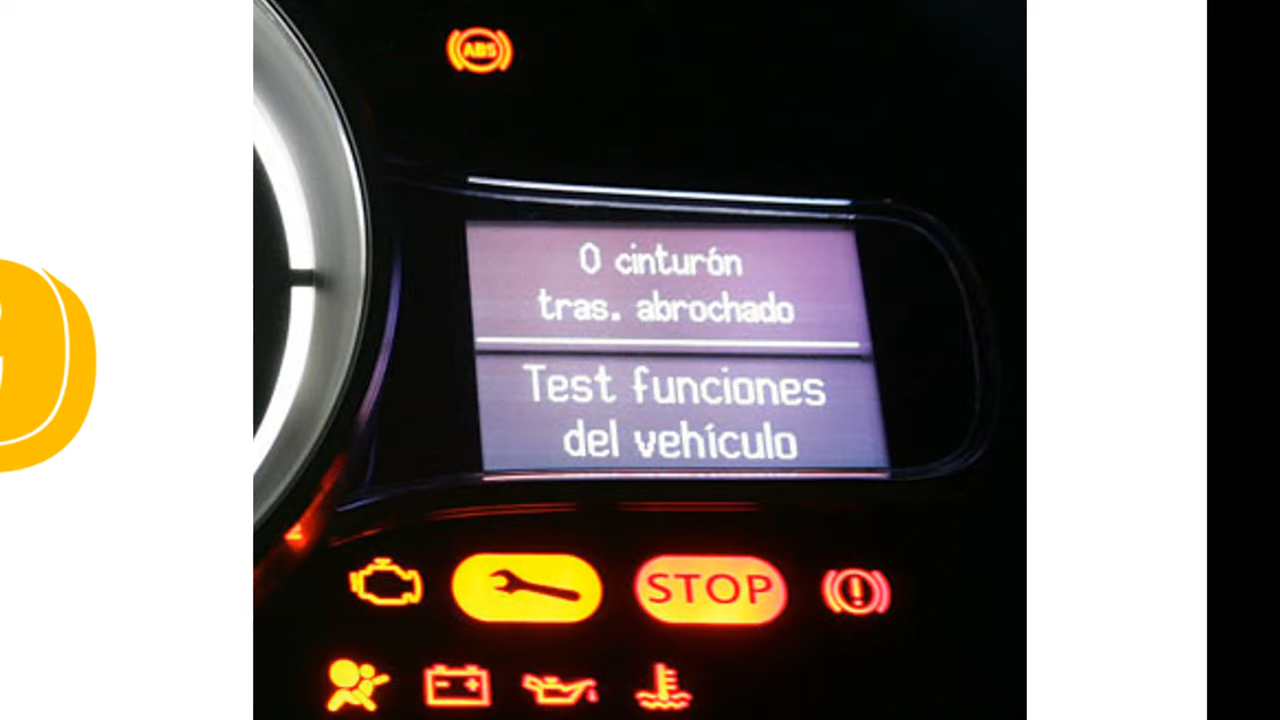 ABS
0 cinturón
tras. abrochado
Test funciones
del vehículo
STOP